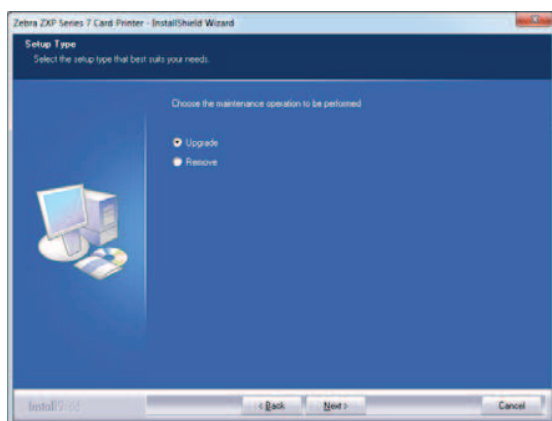 Zebra ZXP Series 7 Card Printer - InstallShield Wizard
Setup Type
Select the setup type that best suits your needs.
Choose the maintenance operation to be performed
Upgrade
Remove
InstallShield
< Back
Next >
Cancel